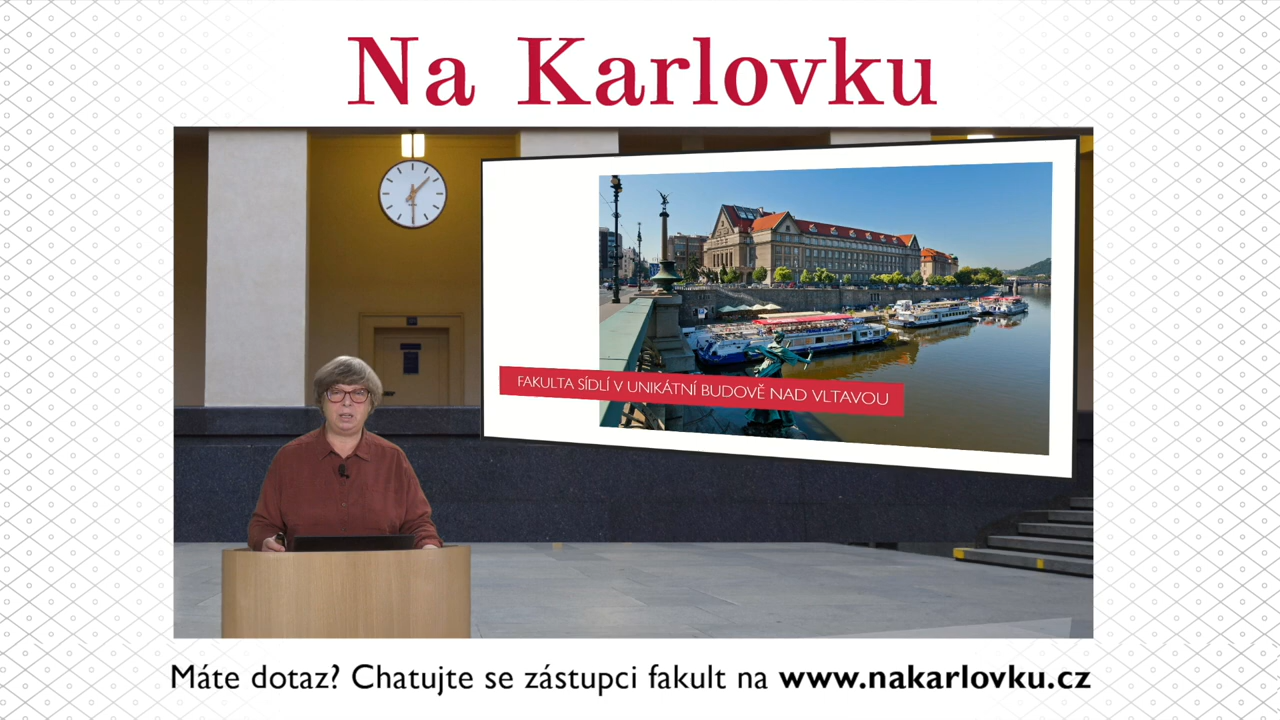 Na Karlovku
FAKULTA SÍDLÍ V UNIKÁTNÍ BUDOVĚ NAD VLTAVOU
Máte dotaz? Chatujte se zástupci fakult na www.nakarlovku.cz